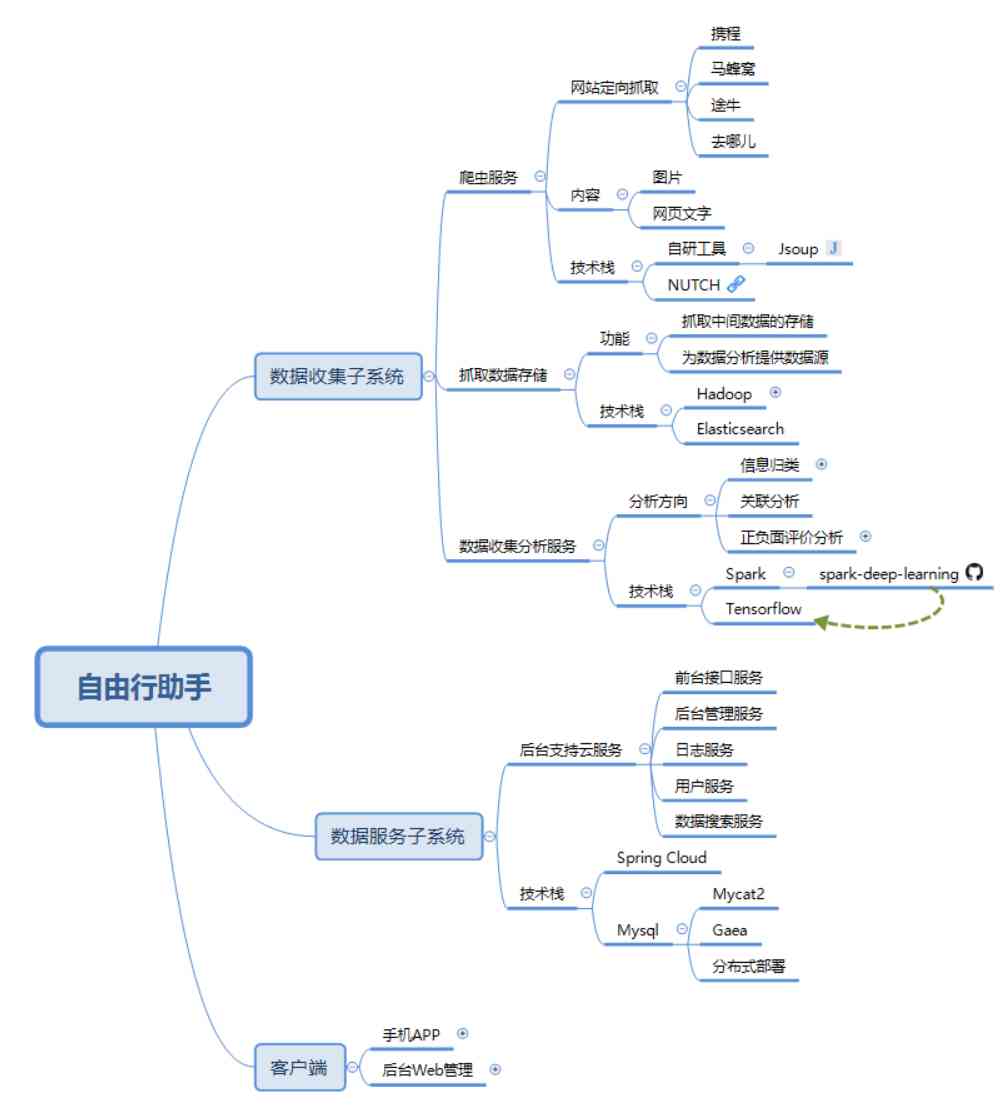 自由行助手
数据收集子系统
爬虫服务
网站定向抓取
携程
马蜂窝
途牛
去哪儿
内容
图片
网页文字
技术栈
自研工具
Jsoup
J
NUTCH
抓取数据存储
功能
抓取中间数据的存储
为数据分析提供数据源
技术栈
Hadoop
Elasticsearch
数据收集分析服务
分析方向
信息归类
关联分析
正负面评价分析
技术栈
Spark
spark-deep-learning
Tensorflow
数据服务子系统
后台支持云服务
前台接口服务
后台管理服务
日志服务
用户服务
数据搜索服务
技术栈
Spring Cloud
Mysql
Mycat2
Gaea
分布式部署
客户端
手机APP
后台Web管理